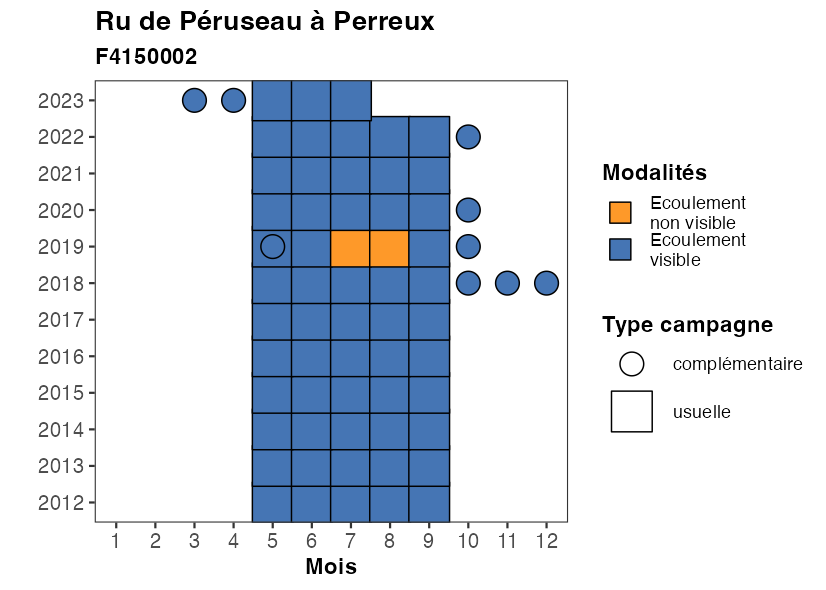 Ru de Péruseau à Perreux
F4150002
2023
2022
2021
2020
2019
2018
2017
2016
2015
2014
2013
2012
1 2 3 4 5 6 7 8 9 10 11 12
Mois
Modalités
Ecoulement
non visible
Ecoulement
visible
Type campagne
complémentaire
usuelle